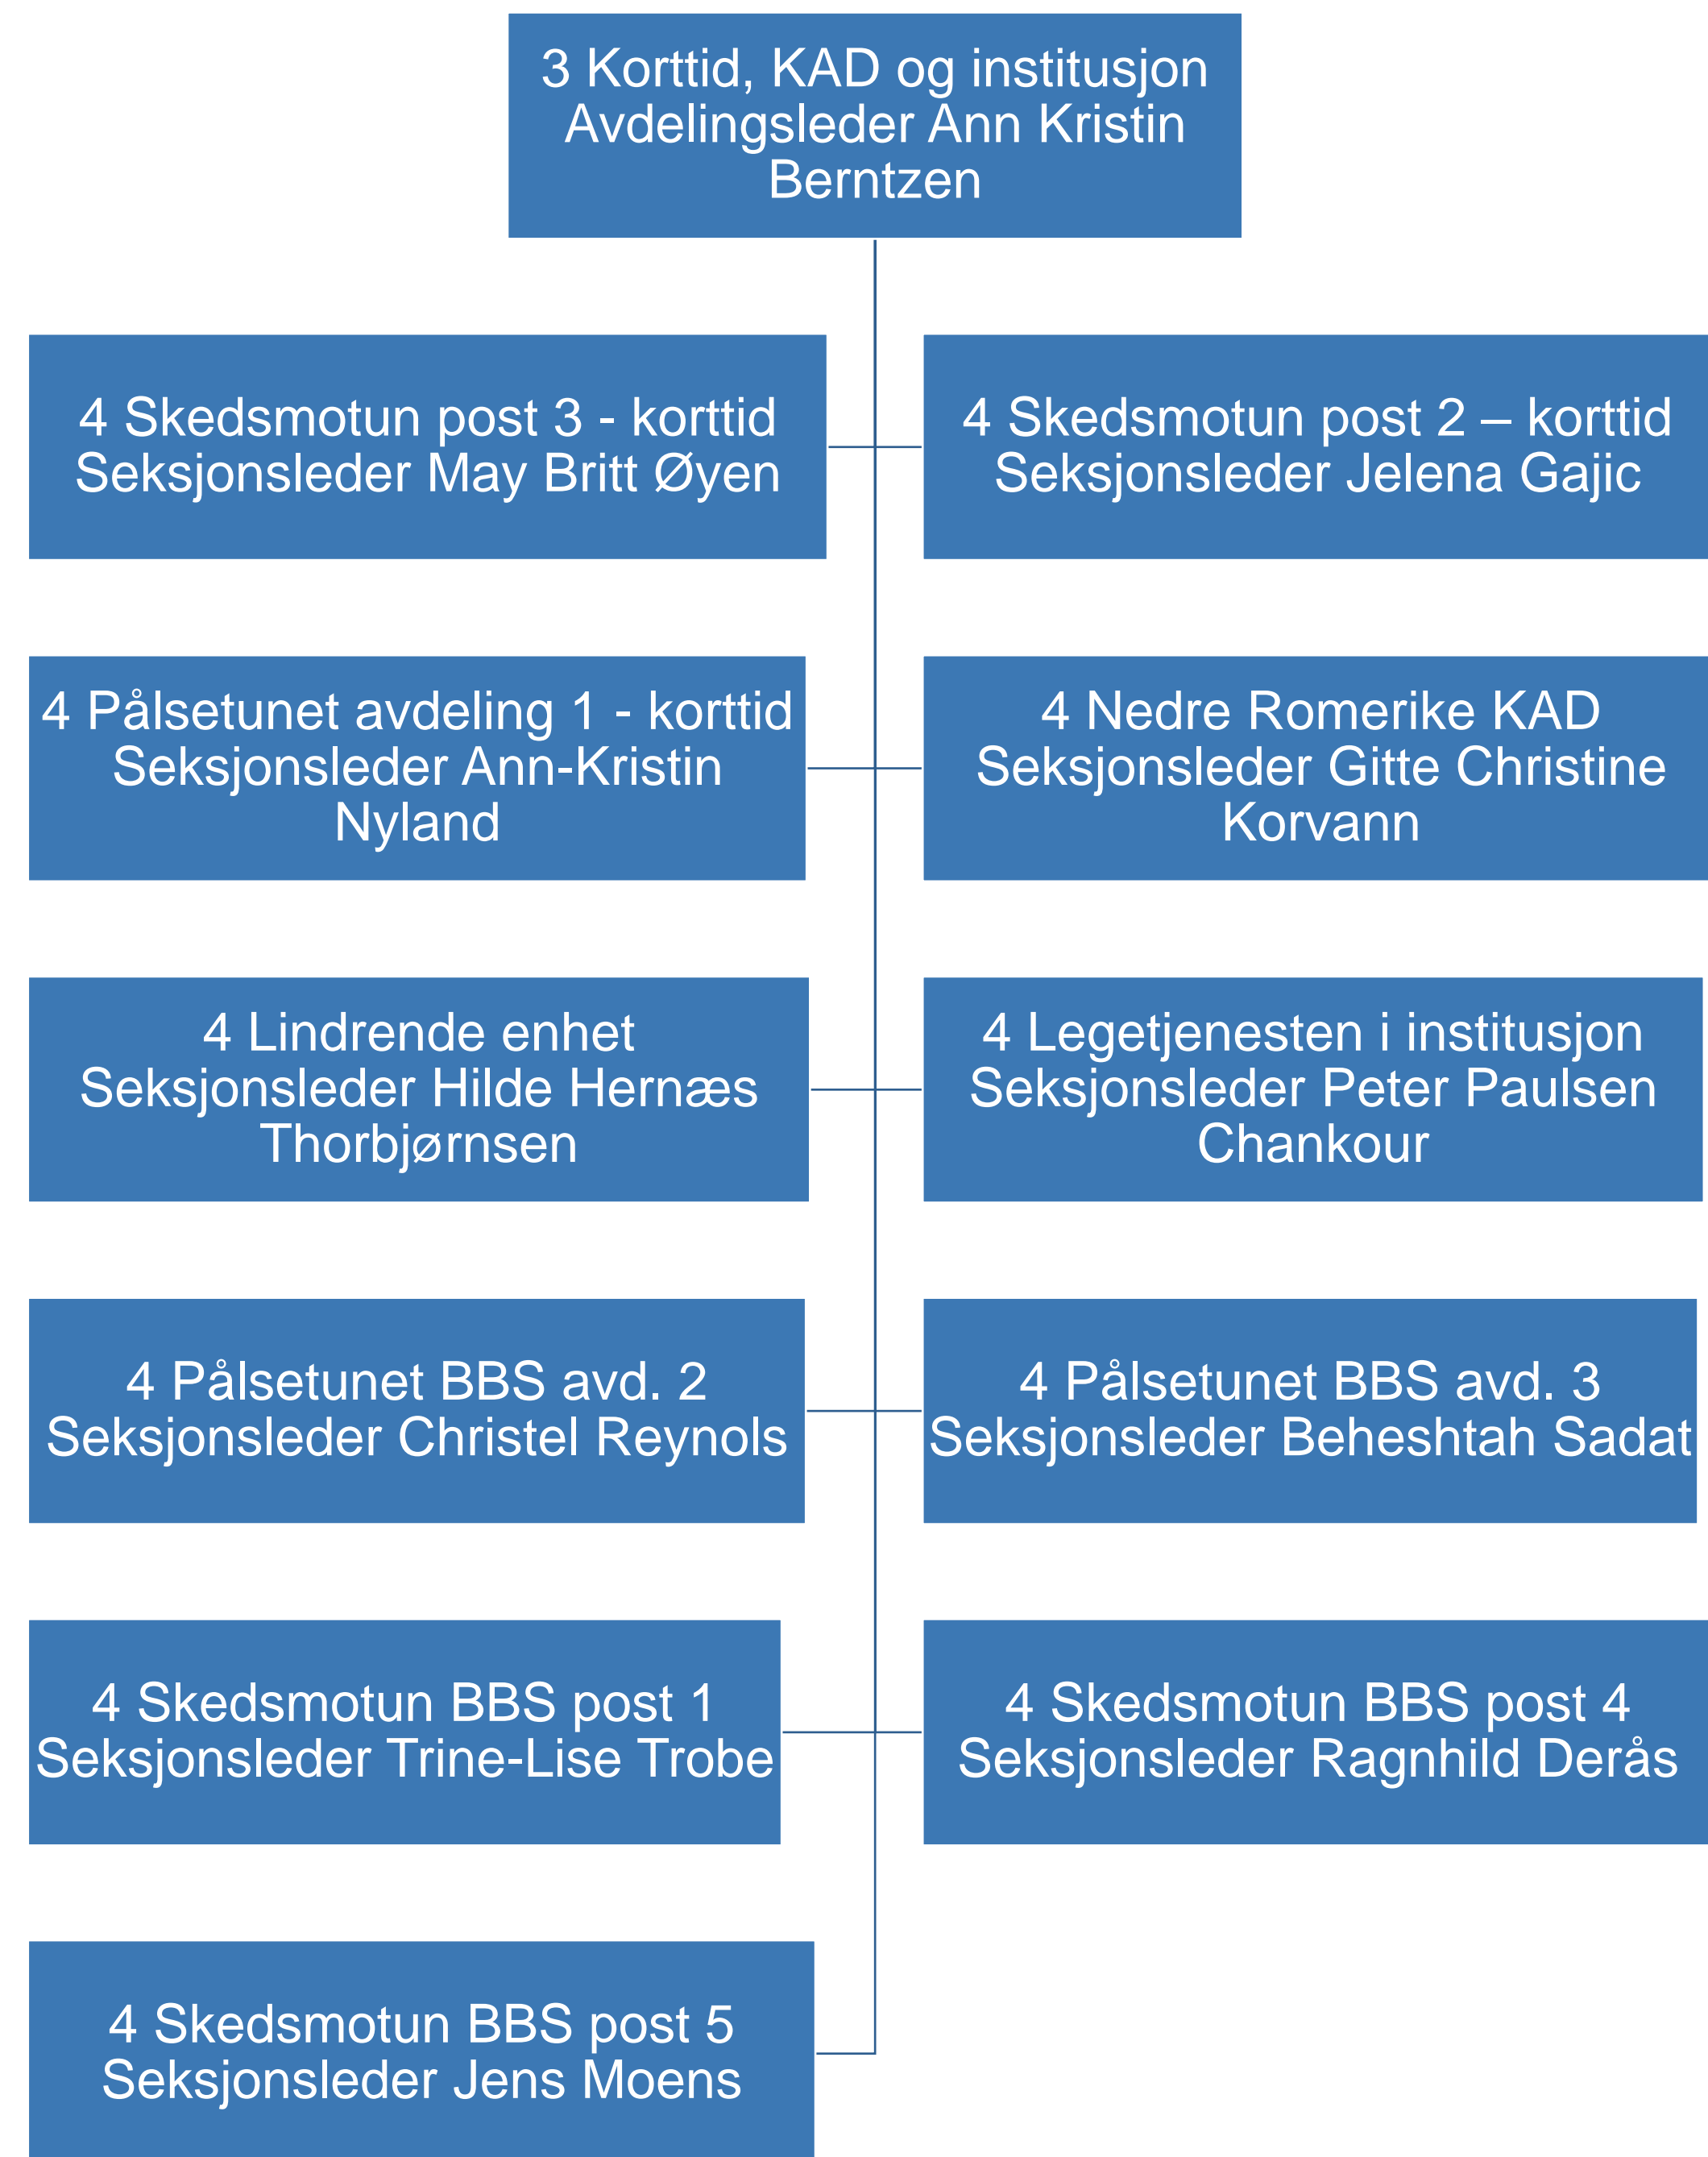 3 Korttid, KAD og institusjon
Avdelingsleder Ann Kristin
Berntzen
4 Skedsmotun post 3 - korttid
Seksjonsleder May Britt Øyen
4 Skedsmotun post 2 – kortid
Seksjonsleder Jelena Gajic
4 Pålsetunet avdeling 1 - korttid
Seksjonsleder Ann-Kristin
Nyland
4 Nedre Romerike KAD
Seksjonsleder Gitte Christine
Korvann
4 Lindrende enhet
Seksjonsleder Hilde Hernæs
Thorbjørnsen
4 Legetjenesten i institusjon
Seksjonsleder Peter Paulsen
Chankour
4 Pålsetunet BBS avd. 2
Seksjonsleder Christel Reynols
4 Pålsetunet BBS avd. 3
Seksjonsleder Beheshtah Sadat
4 Skedsmotun BBS post 1
Seksjonsleder Trine-Lise Trobe
4 Skedsmotun BBS post 4
Seksjonsleder Ragnhild Derås
4 Skedsmotun BBS post 5
Seksjonsleder Jens Moens